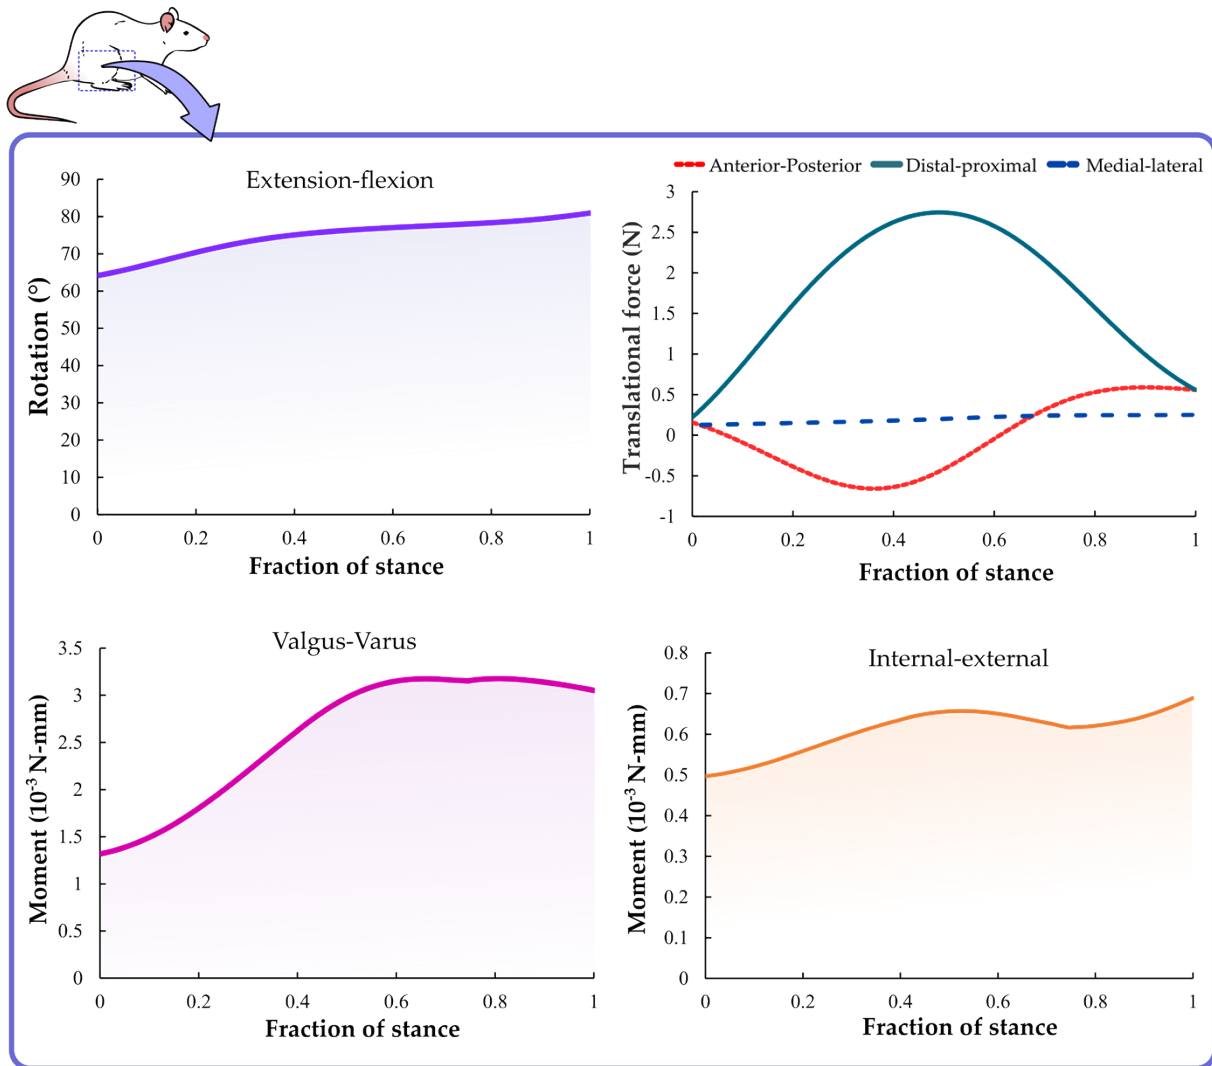 Extension-flexion
90
80
70
60
50
40
30
20
10
0
Rotation (°)
0 0.2 0.4 0.6 0.8 1
Fraction of stance
Anterior-Posterior Distal-proximal Medial-lateral
3
2.5
2
1.5
1
0.5
0
-0.5
-1
Translational force (N)
0 0.2 0.4 0.6 0.8 1
Fraction of stance
Valgus-Varus
3.5
3
2.5
2
1.5
1
0.5
0
Moment (10⁻³ N-mm)
0 0.2 0.4 0.6 0.8 1
Fraction of stance
Internal-external
0.8
0.7
0.6
0.5
0.4
0.3
0.2
0.1
0
Moment (10⁻³ N-mm)
0 0.2 0.4 0.6 0.8 1
Fraction of stance